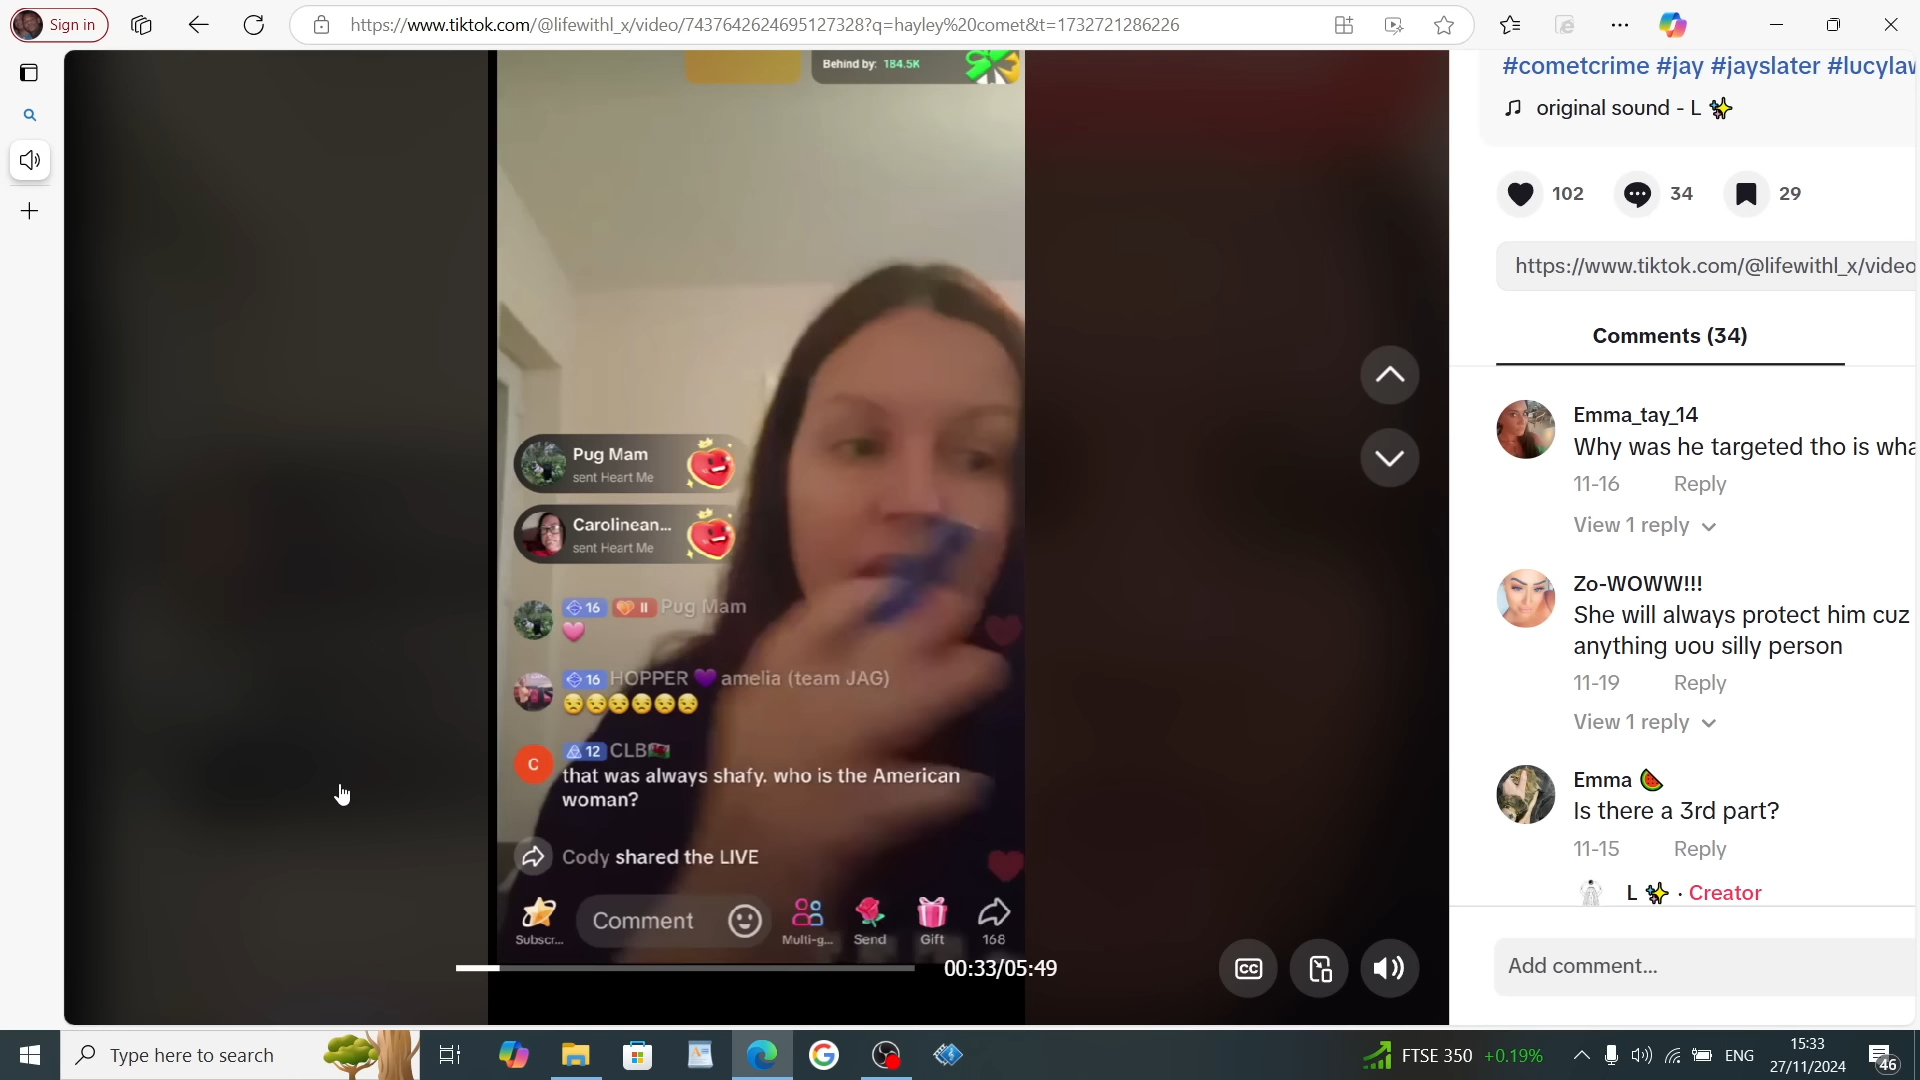 Sign in
https://www.tiktok.com/@lifewithl_x/video/7437642624695127328?q=hayley%20comet&t=1732721286226
Behind by: 184.5K
Pug Mam
sent Heart Me
Carolinean...
sent Heart Me
16 II Pug Mam
🩷
16 HOPPER 💜 amelia (team JAG)
😒😒😒😒😒😒
C
12 CLB🏴󠁧󠁢󠁷󠁬󠁳󠁿
that was always shafy. who is the American
woman?
Cody shared the LIVE
Comment
Subscr...
Multi-g...
Send
Gift
168
00:33/05:49
CC
#cometcrime #jay #jayslater #lucylaw
original sound - L ✨
102
34
29
https://www.tiktok.com/@lifewithl_x/video
Comments (34)
Emma_tay_14
Why was he targeted tho is wha
11-16 Reply
View 1 reply
Zo-WOWW!!!
She will always protect him cuz
anything uou silly person
11-19 Reply
View 1 reply
Emma 🍉
Is there a 3rd part?
11-15 Reply
L ✨ · Creator
Add comment...
Type here to search
FTSE 350 +0.19%
ENG
15:33
27/11/2024
46